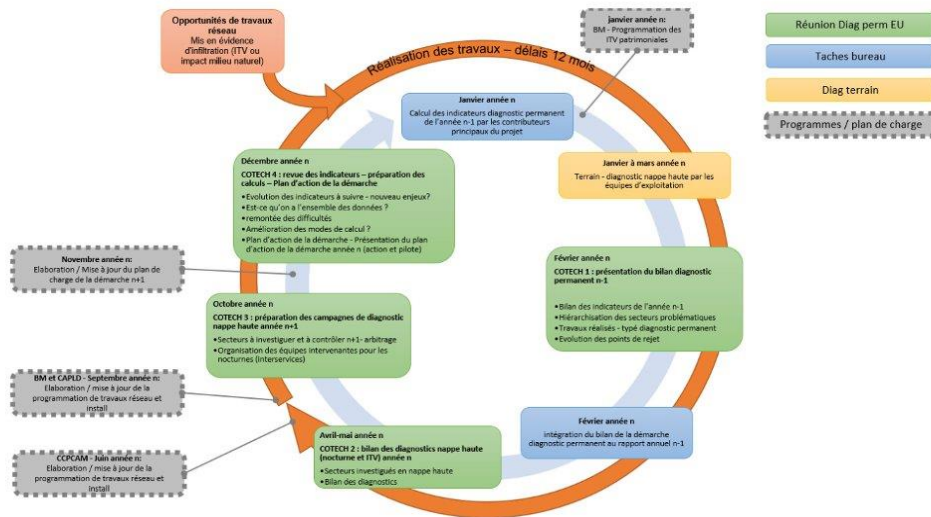 Opportunités de travaux
réseau
Mis en évidence
d'infiltration (ITV ou
impact milieu naturel)
Réalisation des travaux – délais 12 mois
janvier année n:
BM - Programmation des
ITV patrimoniales
Réunion Diag perm EU
Taches bureau
Diag terrain
Programmes / plan de charge
Janvier année n
Calcul des indicateurs diagnostic permanent
de l'année n-1 par les contributeurs
principaux du projet
Janvier à mars année n
Terrain - diagnostic nappe haute par les
équipes d'exploitation
Février année n
COTECH 1 : présentation du bilan diagnostic
permanent n-1
•Bilan des indicateurs de l'année n-1
•Hiérarchisation des secteurs problématiques
•Travaux réalisés - typé diagnostic permanent
•Evolution des points de rejet
Février année n
intégration du bilan de la démarche
diagnostic permanent au rapport annuel n-1
Avril-mai année n
COTECH 2 : bilan des diagnostics nappe haute
(nocturne et ITV) année n
•Secteurs investigués en nappe haute
•Bilan des diagnostics
CCPCAM - Juin année n:
Elaboration / mise à jour de la
programmation de travaux réseau et
install
BM et CAPLD - Septembre année n:
Elaboration / mise à jour de la
programmation de travaux réseau et
install
Octobre année n
COTECH 3 : préparation des campagnes de diagnostic
nappe haute année n+1
•Secteurs à investiguer et à contrôler n+1- arbitrage
•Organisation des équipes intervenantes pour les
nocturnes (interservices)
Novembre année n:
Elaboration / Mise à jour du plan de
charge de la démarche n+1
Décembre année n
COTECH 4 : revue des indicateurs – préparation des
calculs – Plan d'action de la démarche
•Evolution des indicateurs à suivre - nouveau enjeux?
•Est-ce qu'on a l'ensemble des données ?
•remontée des difficultés
•Amélioration des modes de calcul ?
•Plan d'action de la démarche - Présentation du plan
d'action de la démarche année n (action et pilote)